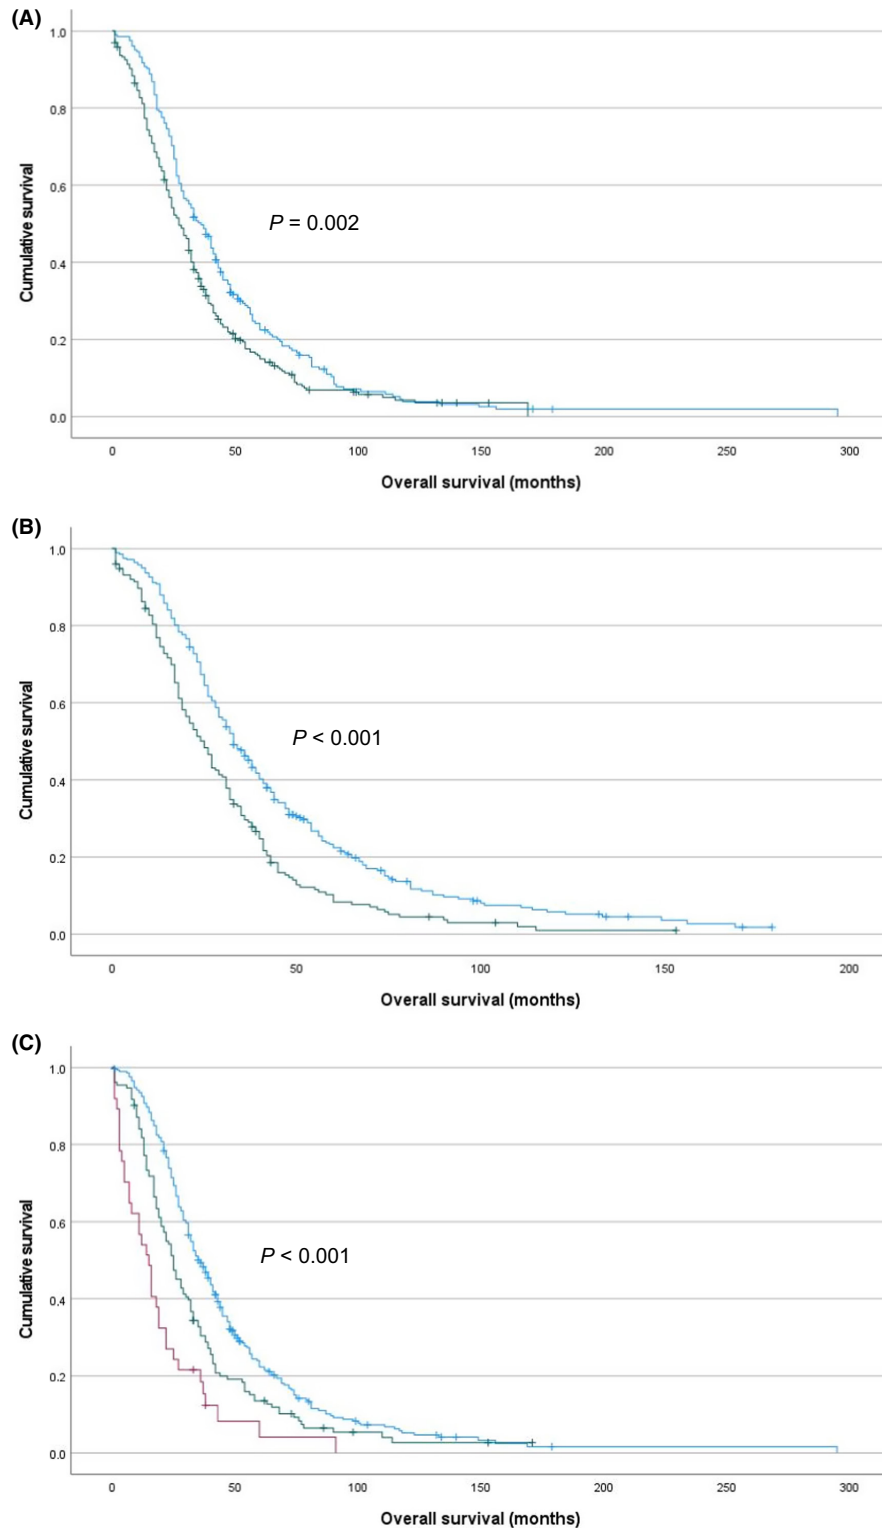 (A)
1.0
0.8
0.6
0.4
0.2
0.0
Cumulative survival
P = 0.002
0 50 100 150 200 250 300
Overall survival (months)
(B)
1.0
0.8
0.6
0.4
0.2
0.0
Cumulative survival
P < 0.001
0 50 100 150 200
Overall survival (months)
(C)
1.0
0.8
0.6
0.4
0.2
0.0
Cumulative survival
P < 0.001
0 50 100 150 200 250 300
Overall survival (months)